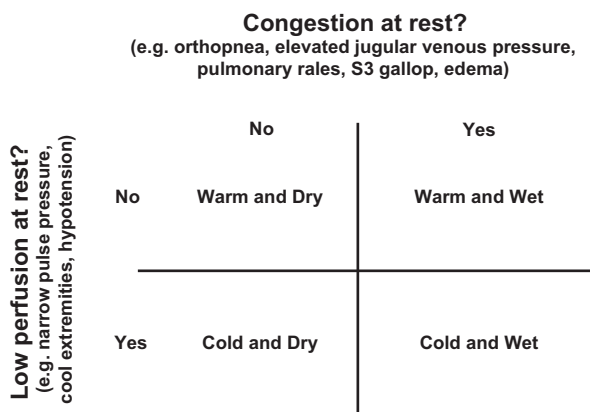 Congestion at rest?
(e.g. orthopnea, elevated jugular venous pressure,
pulmonary rales, S3 gallop, edema)
No Yes
Low perfusion at rest?
(e.g. narrow pulse pressure,
cool extremities, hypotension)
No Warm and Dry Warm and Wet
Yes Cold and Dry Cold and Wet